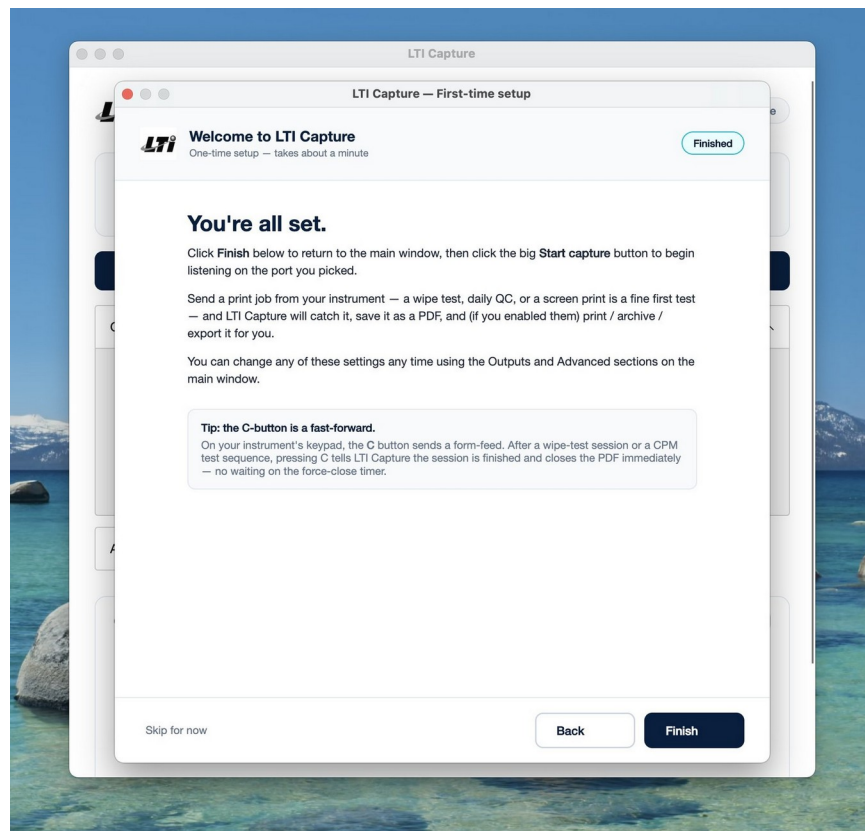 LTI Capture
LTI Capture — First-time setup
LTi
Welcome to LTI Capture
One-time setup — takes about a minute
Finished
You're all set.
Click Finish below to return to the main window, then click the big Start capture button to begin
listening on the port you picked.
Send a print job from your instrument — a wipe test, daily QC, or a screen print is a fine first test
— and LTI Capture will catch it, save it as a PDF, and (if you enabled them) print / archive /
export it for you.
You can change any of these settings any time using the Outputs and Advanced sections on the
main window.
Tip: the C-button is a fast-forward.
On your instrument's keypad, the C button sends a form-feed. After a wipe-test session or a CPM
test sequence, pressing C tells LTI Capture the session is finished and closes the PDF immediately
— no waiting on the force-close timer.
Skip for now
Back
Finish